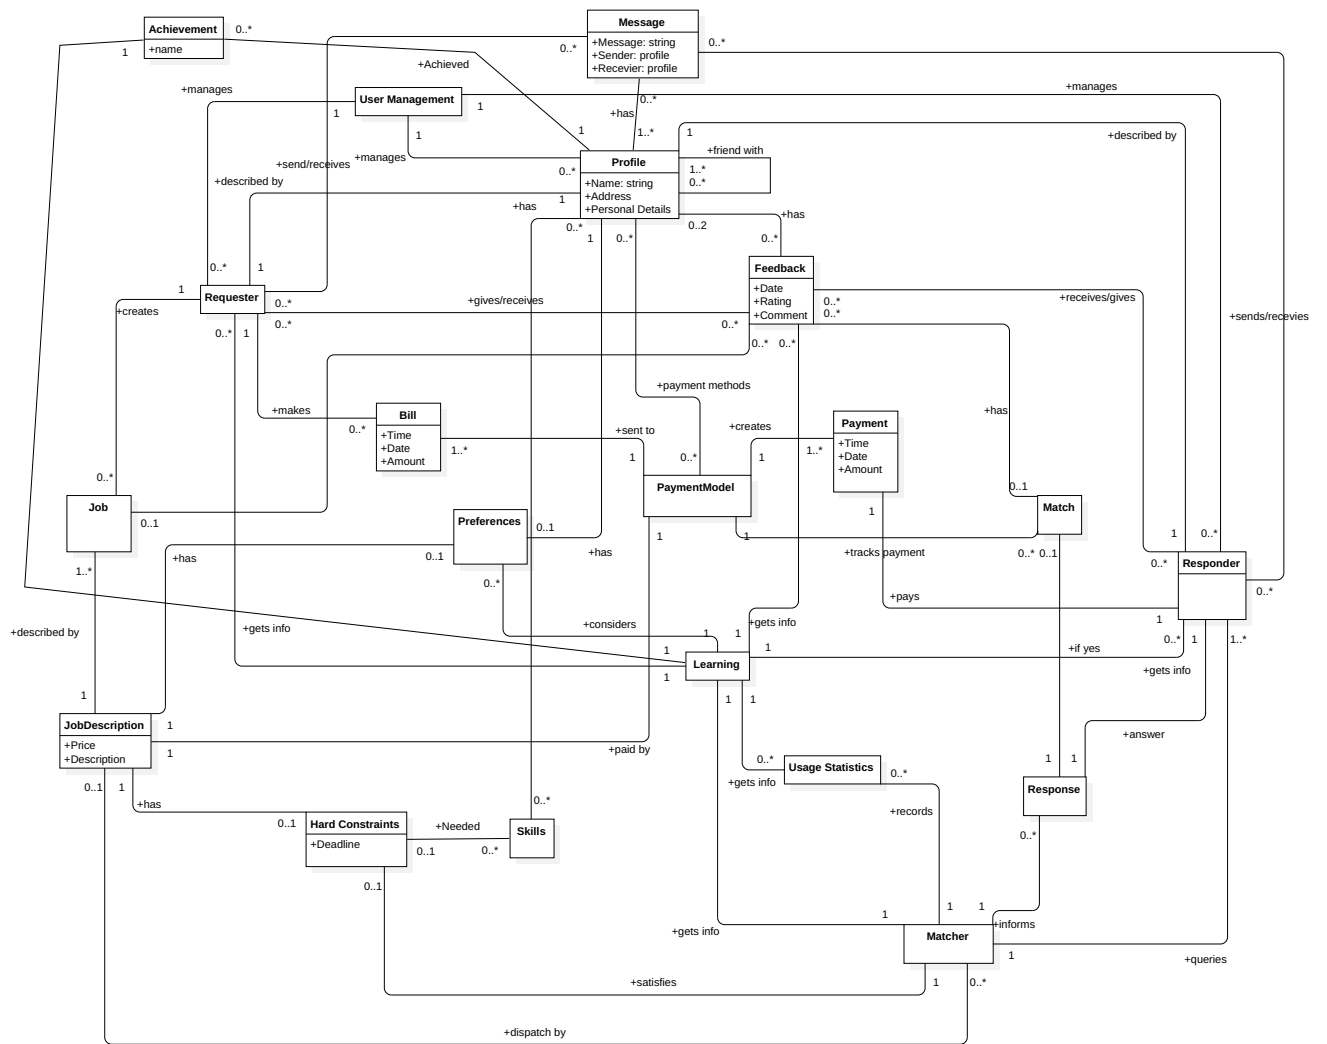 Achievement
+name
0..*
1
Message
+Message: string
+Sender: profile
+Recevier: profile
0..*
0..*
+Achieved
+manages
User Management
1
1
+manages
0..*
+has
1..*
1
1
+manages
1
+described by
+friend with
Profile
+Name: string
+Address
+Personal Details
1..*
0..*
0..*
+send/receives
+described by
1
+has
0..*
1
0..*
0..2
+has
0..*
0..*
1
Feedback
+Date
+Rating
+Comment
1
Requester
+creates
0..*
0..*
+gives/receives
0..*
0..*
+receives/gives
+sends/recevies
0..*
1
0..*
0..*
0..*
+payment methods
+makes
0..*
Bill
+Time
+Date
+Amount
1..*
+sent to
1
0..*
+creates
1
1..*
Payment
+Time
+Date
+Amount
+has
0..1
0..*
Job
0..1
Preferences
0..1
PaymentModel
1
1
1
Match
+tracks payment
0..*
0..1
1
0..*
Responder
0..*
0..*
1..*
+has
0..1
+has
0..*
+pays
1
+described by
+gets info
+considers
1
1
+gets info
1
1
Learning
1
+if yes
0..*
1
1..*
+gets info
1
1
1
JobDescription
+Price
+Description
1
1
+paid by
+answer
0..*
+gets info
Usage Statistics
0..*
1
1
Response
0..1
1
+has
0..1
Hard Constraints
+Deadline
+Needed
0..1
0..*
0..*
Skills
+records
0..*
0..1
1
1
1
+informs
+gets info
Matcher
1
+queries
+satisfies
1
0..*
+dispatch by